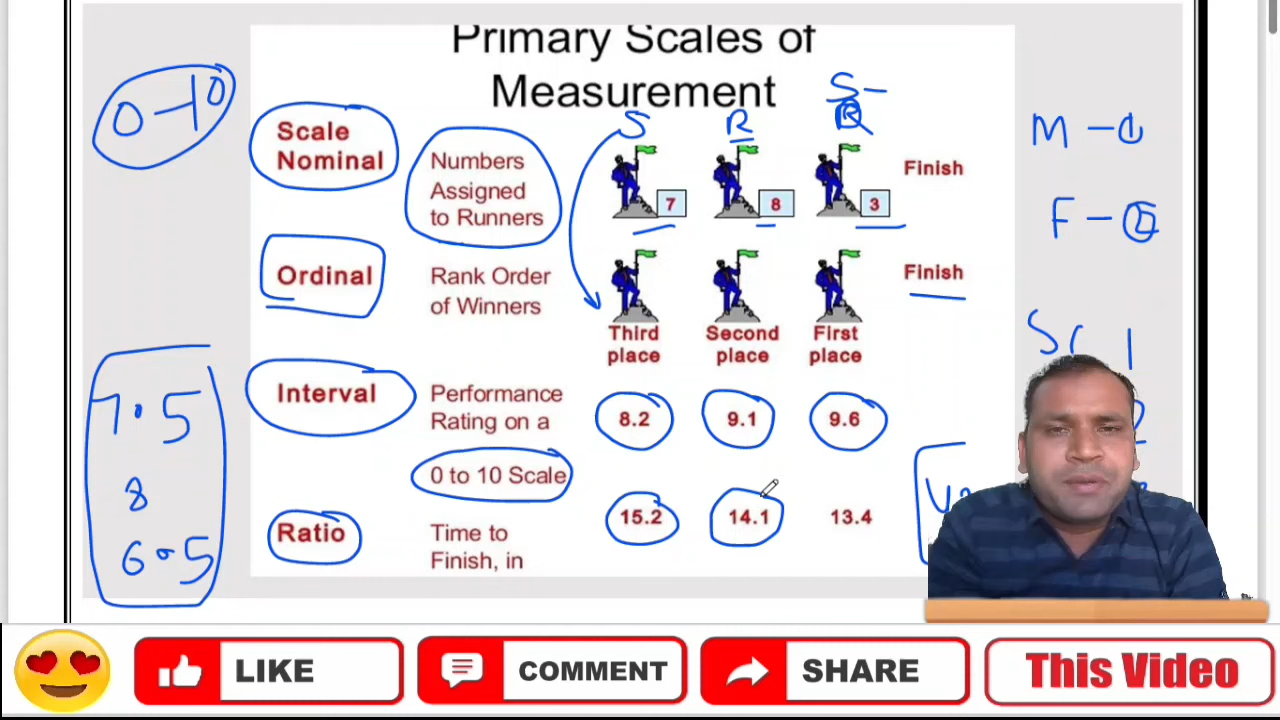 Primary Scales of
Measurement
0-10
S-
R
S
R
Scale
Nominal
Numbers
Assigned
to Runners
7
8
3
Finish
M - 1
F - 2
Ordinal
Rank Order
of Winners
Finish
Third
place
Second
place
First
place
1
Interval
Performance
Rating on a
0 to 10 Scale
8.2
9.1
9.6
7.5
8
6.5
Ratio
Time to
Finish, in
15.2
14.1
13.4
LIKE
COMMENT
SHARE
This Video